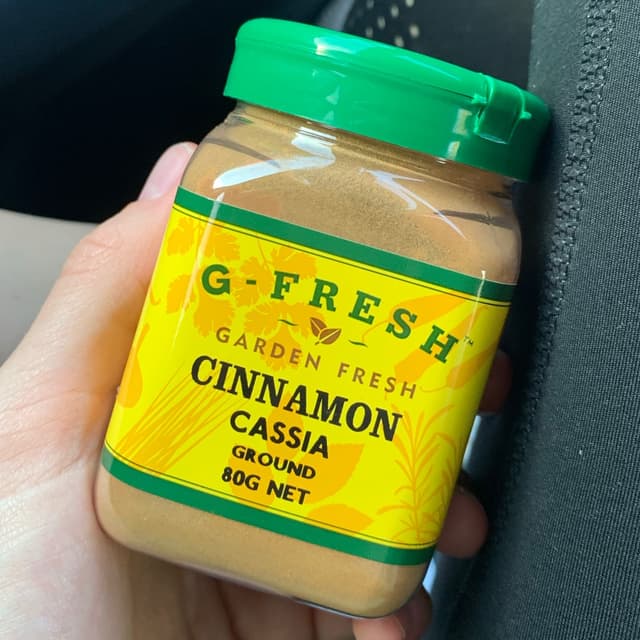 G-FRESH™
GARDEN FRESH
CINNAMON
CASSIA
GROUND
80G NET